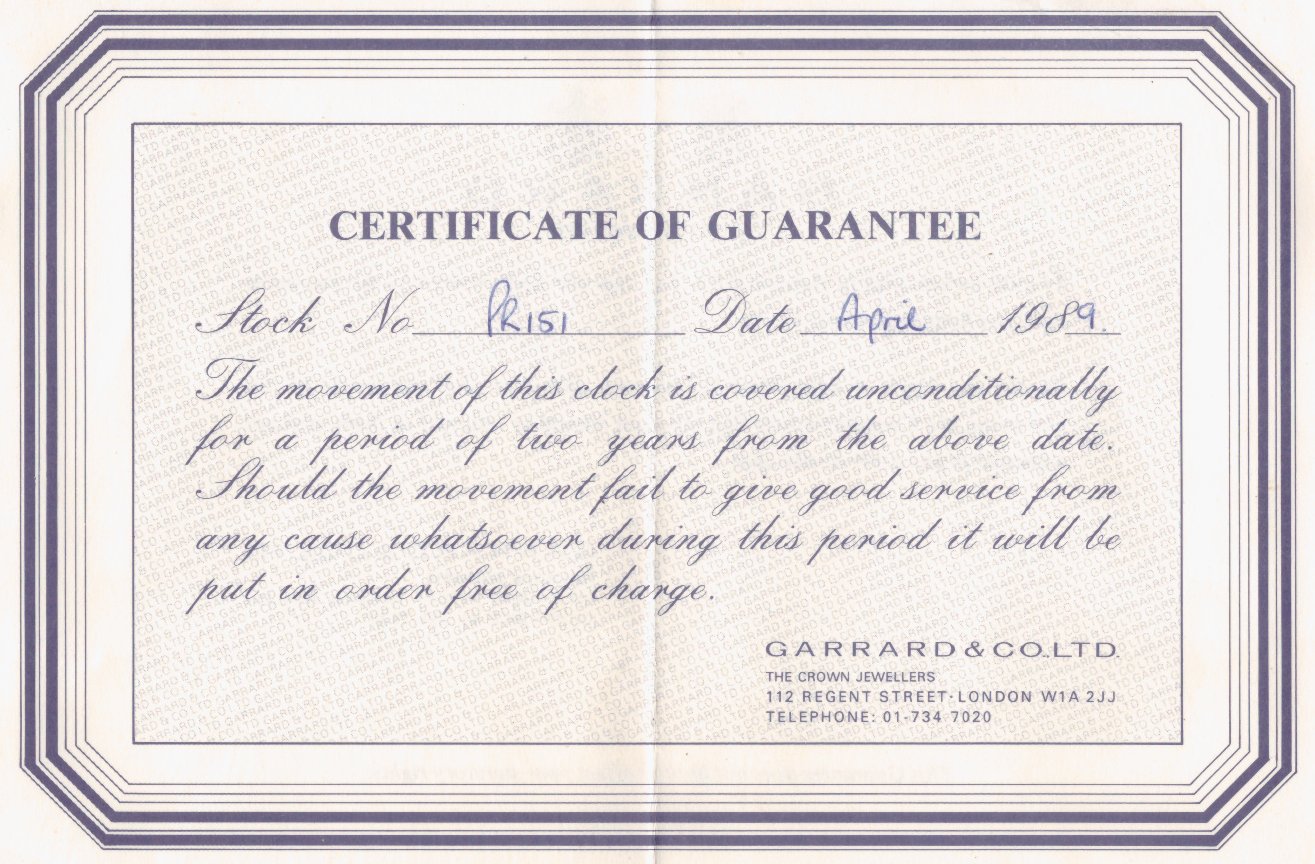 CERTIFICATE OF GUARANTEE
Stock No PR151 Date April 1989.
The movement of this clock is covered unconditionally
for a period of two years from the above date.
Should the movement fail to give good service from
any cause whatsoever during this period it will be
put in order free of charge.
GARRARD & CO. LTD.
THE CROWN JEWELLERS
112 REGENT STREET · LONDON W1A 2JJ
TELEPHONE: 01-734 7020